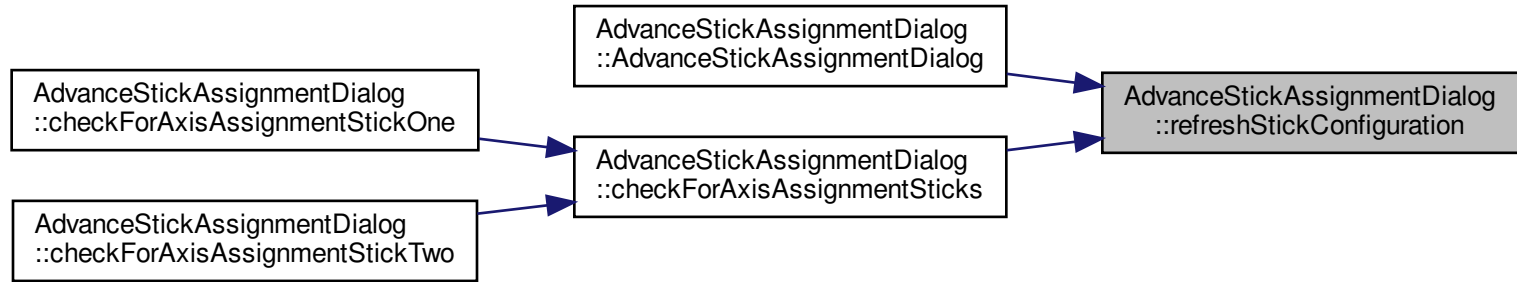 AdvanceStickAssignmentDialog
::AdvanceStickAssignmentDialog
AdvanceStickAssignmentDialog
::checkForAxisAssignmentStickOne
AdvanceStickAssignmentDialog
::refreshStickConfiguration
AdvanceStickAssignmentDialog
::checkForAxisAssignmentSticks
AdvanceStickAssignmentDialog
::checkForAxisAssignmentStickTwo